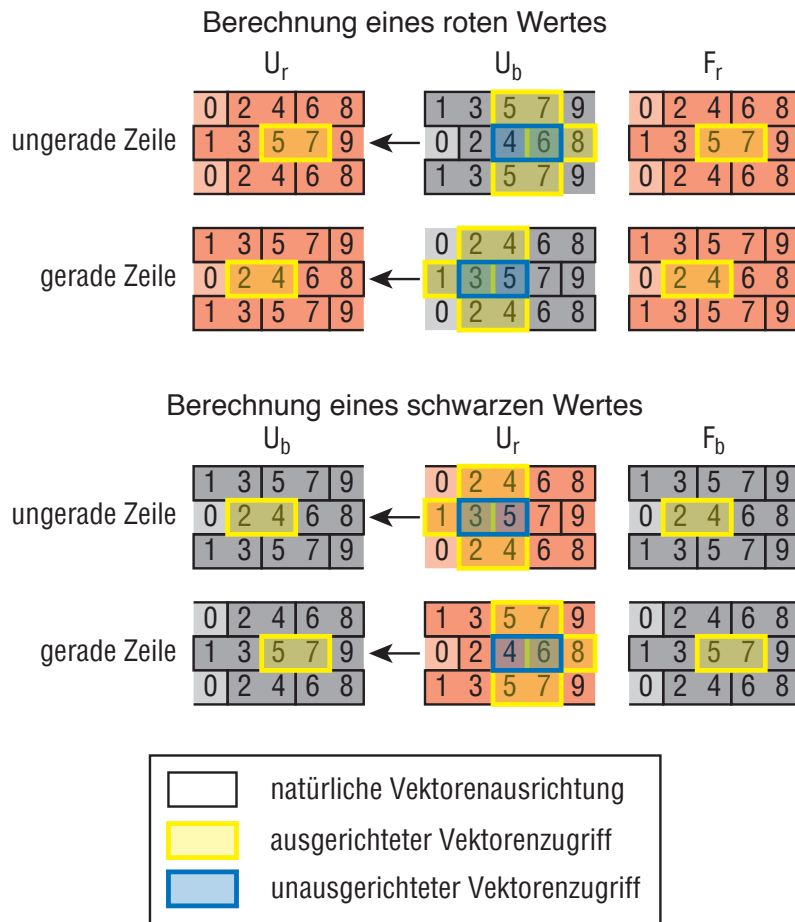 Berechnung eines roten Wertes
U_r U_b F_r
0 2 4 6 8 1 3 5 7 9 0 2 4 6 8
ungerade Zeile 1 3 5 7 9 0 2 4 6 8 1 3 5 7 9
0 2 4 6 8 1 3 5 7 9 0 2 4 6 8
1 3 5 7 9 0 2 4 6 8 1 3 5 7 9
gerade Zeile 0 2 4 6 8 1 3 5 7 9 0 2 4 6 8
1 3 5 7 9 0 2 4 6 8 1 3 5 7 9
Berechnung eines schwarzen Wertes
U_b U_r F_b
1 3 5 7 9 0 2 4 6 8 1 3 5 7 9
ungerade Zeile 0 2 4 6 8 1 3 5 7 9 0 2 4 6 8
1 3 5 7 9 0 2 4 6 8 1 3 5 7 9
0 2 4 6 8 1 3 5 7 9 0 2 4 6 8
gerade Zeile 1 3 5 7 9 0 2 4 6 8 1 3 5 7 9
0 2 4 6 8 1 3 5 7 9 0 2 4 6 8
natürliche Vektorenausrichtung
ausgerichteter Vektorenzugriff
unausgerichteter Vektorenzugriff